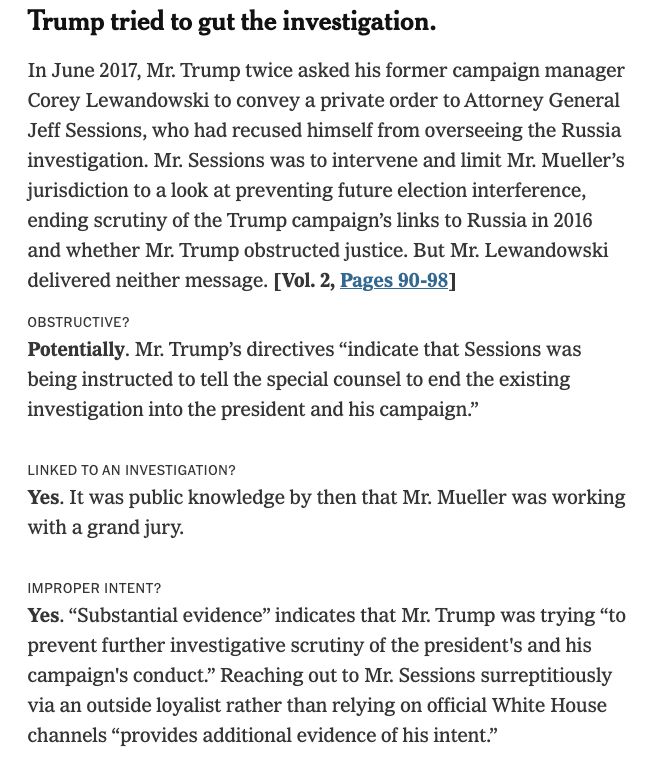 Trump tried to gut the investigation.
In June 2017, Mr. Trump twice asked his former campaign manager
Corey Lewandowski to convey a private order to Attorney General
Jeff Sessions, who had recused himself from overseeing the Russia
investigation. Mr. Sessions was to intervene and limit Mr. Mueller’s
jurisdiction to a look at preventing future election interference,
ending scrutiny of the Trump campaign’s links to Russia in 2016
and whether Mr. Trump obstructed justice. But Mr. Lewandowski
delivered neither message. [Vol. 2, Pages 90-98]
OBSTRUCTIVE?
Potentially. Mr. Trump’s directives “indicate that Sessions was
being instructed to tell the special counsel to end the existing
investigation into the president and his campaign.”
LINKED TO AN INVESTIGATION?
Yes. It was public knowledge by then that Mr. Mueller was working
with a grand jury.
IMPROPER INTENT?
Yes. “Substantial evidence” indicates that Mr. Trump was trying “to
prevent further investigative scrutiny of the president's and his
campaign's conduct.” Reaching out to Mr. Sessions surreptitiously
via an outside loyalist rather than relying on official White House
channels “provides additional evidence of his intent.”